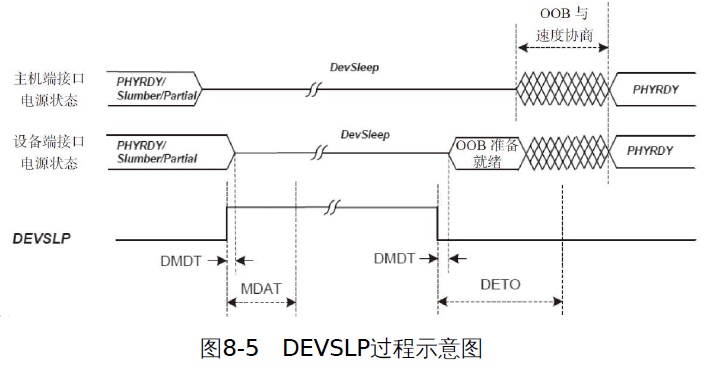 OOB 与
速度协商
主机端接口
电源状态
PHYRDY/
Slumber/Partial
DevSleep
PHYRDY
设备端接口
电源状态
PHYRDY/
Slumber/Partial
DevSleep
OOB 准备
就绪
PHYRDY
DEVSLP
DMDT
DMDT
MDAT
DETO
图8-5 DEVSLP过程示意图